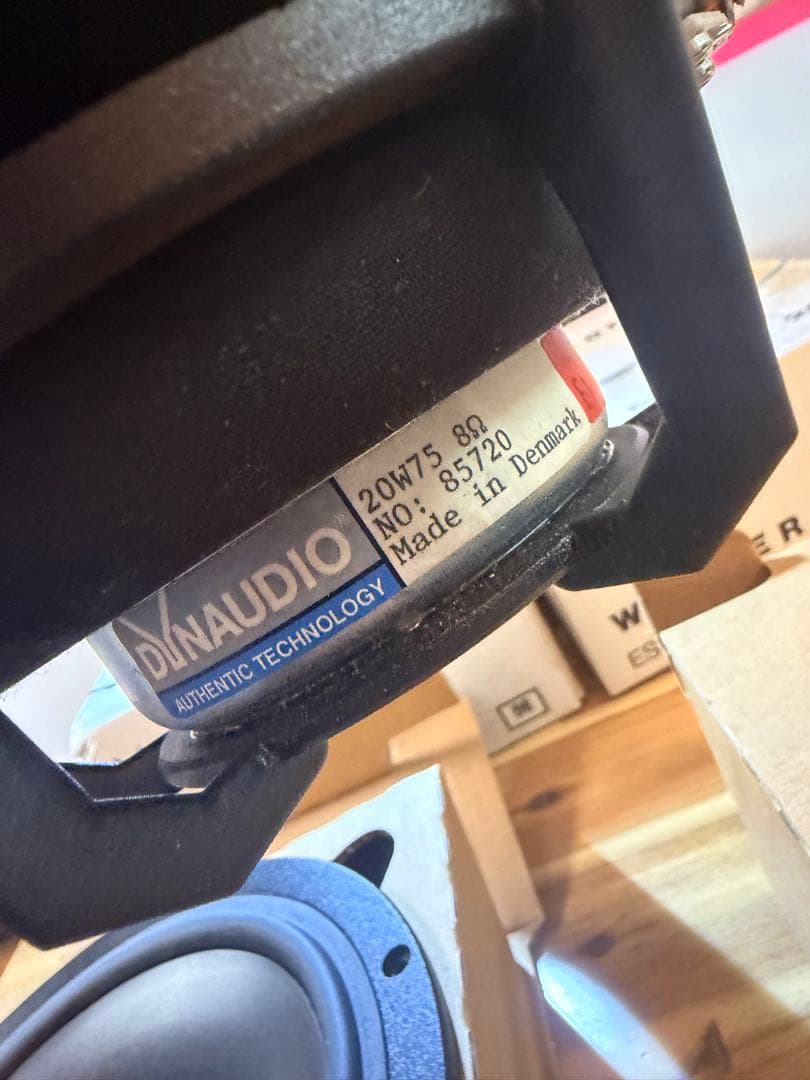 20W75 8Ω
NO: 85720
Made in Denmark
DYNAUDIO
AUTHENTIC TECHNOLOGY